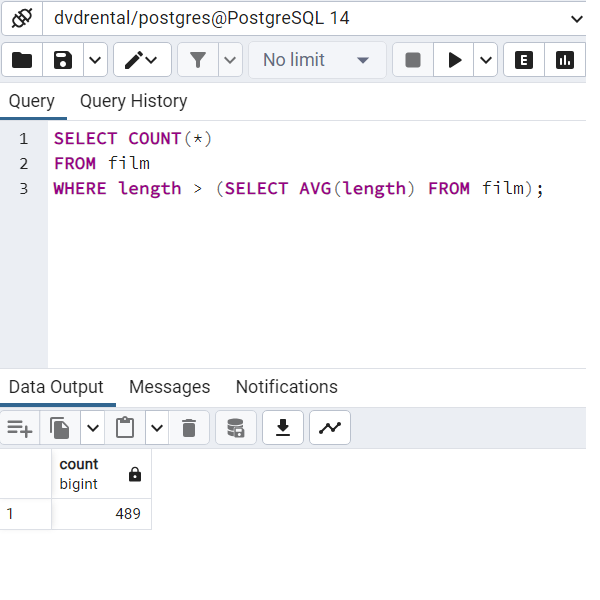 dvdrental/postgres@PostgreSQL 14
No limit
E
Query Query History
1 SELECT COUNT(*)
2 FROM film
3 WHERE length > (SELECT AVG(length) FROM film);
Data Output Messages Notifications
count
bigint
1 489